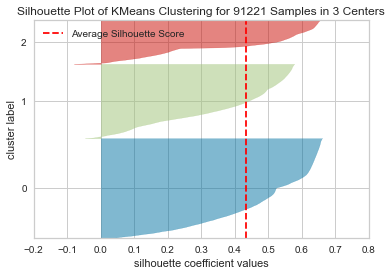 Silhouette Plot of KMeans Clustering for 91221 Samples in 3 Centers
Average Silhouette Score
cluster label
2
1
0
-0.2 -0.1 0.0 0.1 0.2 0.3 0.4 0.5 0.6 0.7 0.8
silhouette coefficient values